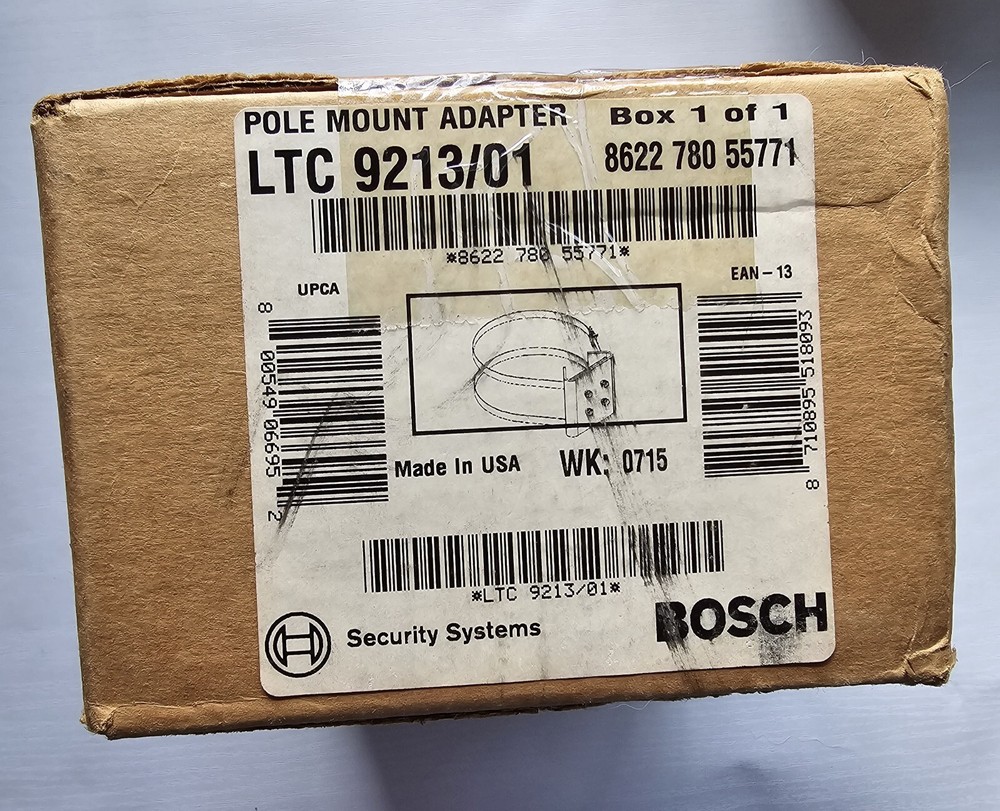 POLE MOUNT ADAPTER Box 1 of 1
LTC 9213/01 8622 780 55771
*8622 780 55771*
UPCA
EAN-13
8 00549 06695 2
8 710895 518093
Made In USA WK: 0715
*LTC 9213/01*
Security Systems
BOSCH